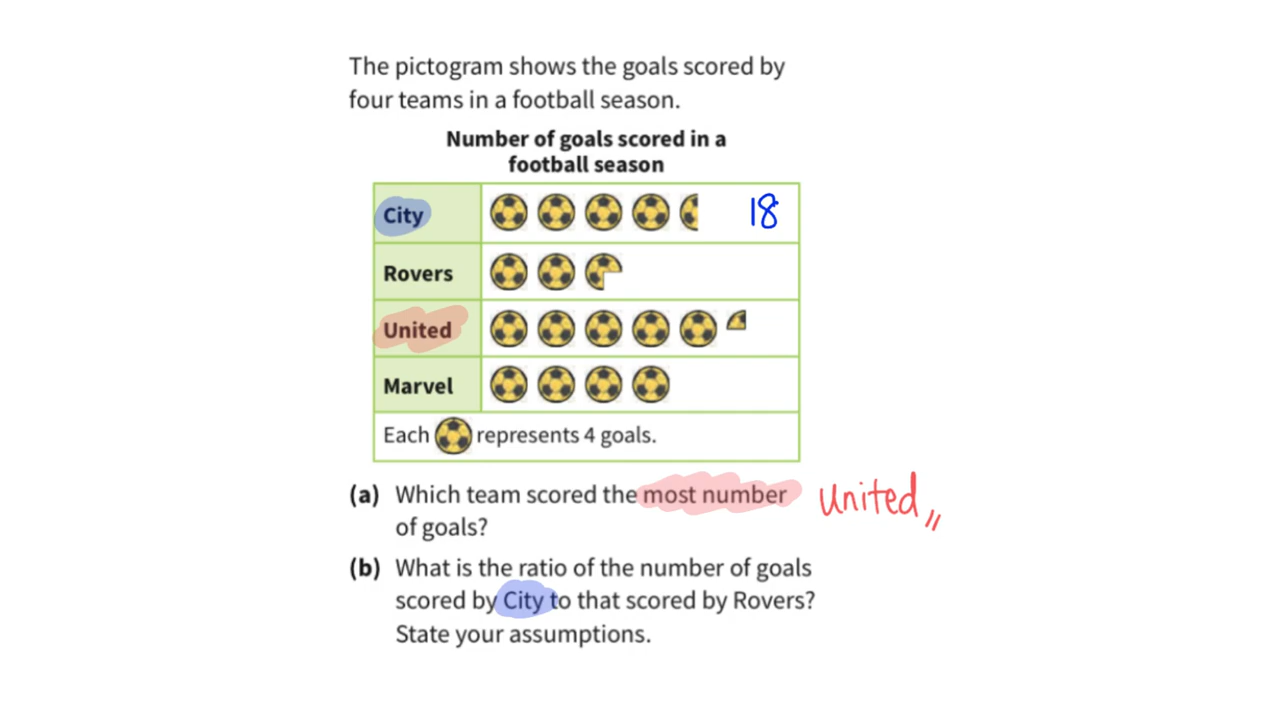 The pictogram shows the goals scored by
four teams in a football season.
Number of goals scored in a
football season
City 18
Rovers
United
Marvel
Each represents 4 goals.
(a) Which team scored the most number United
of goals?
(b) What is the ratio of the number of goals
scored by City to that scored by Rovers?
State your assumptions.